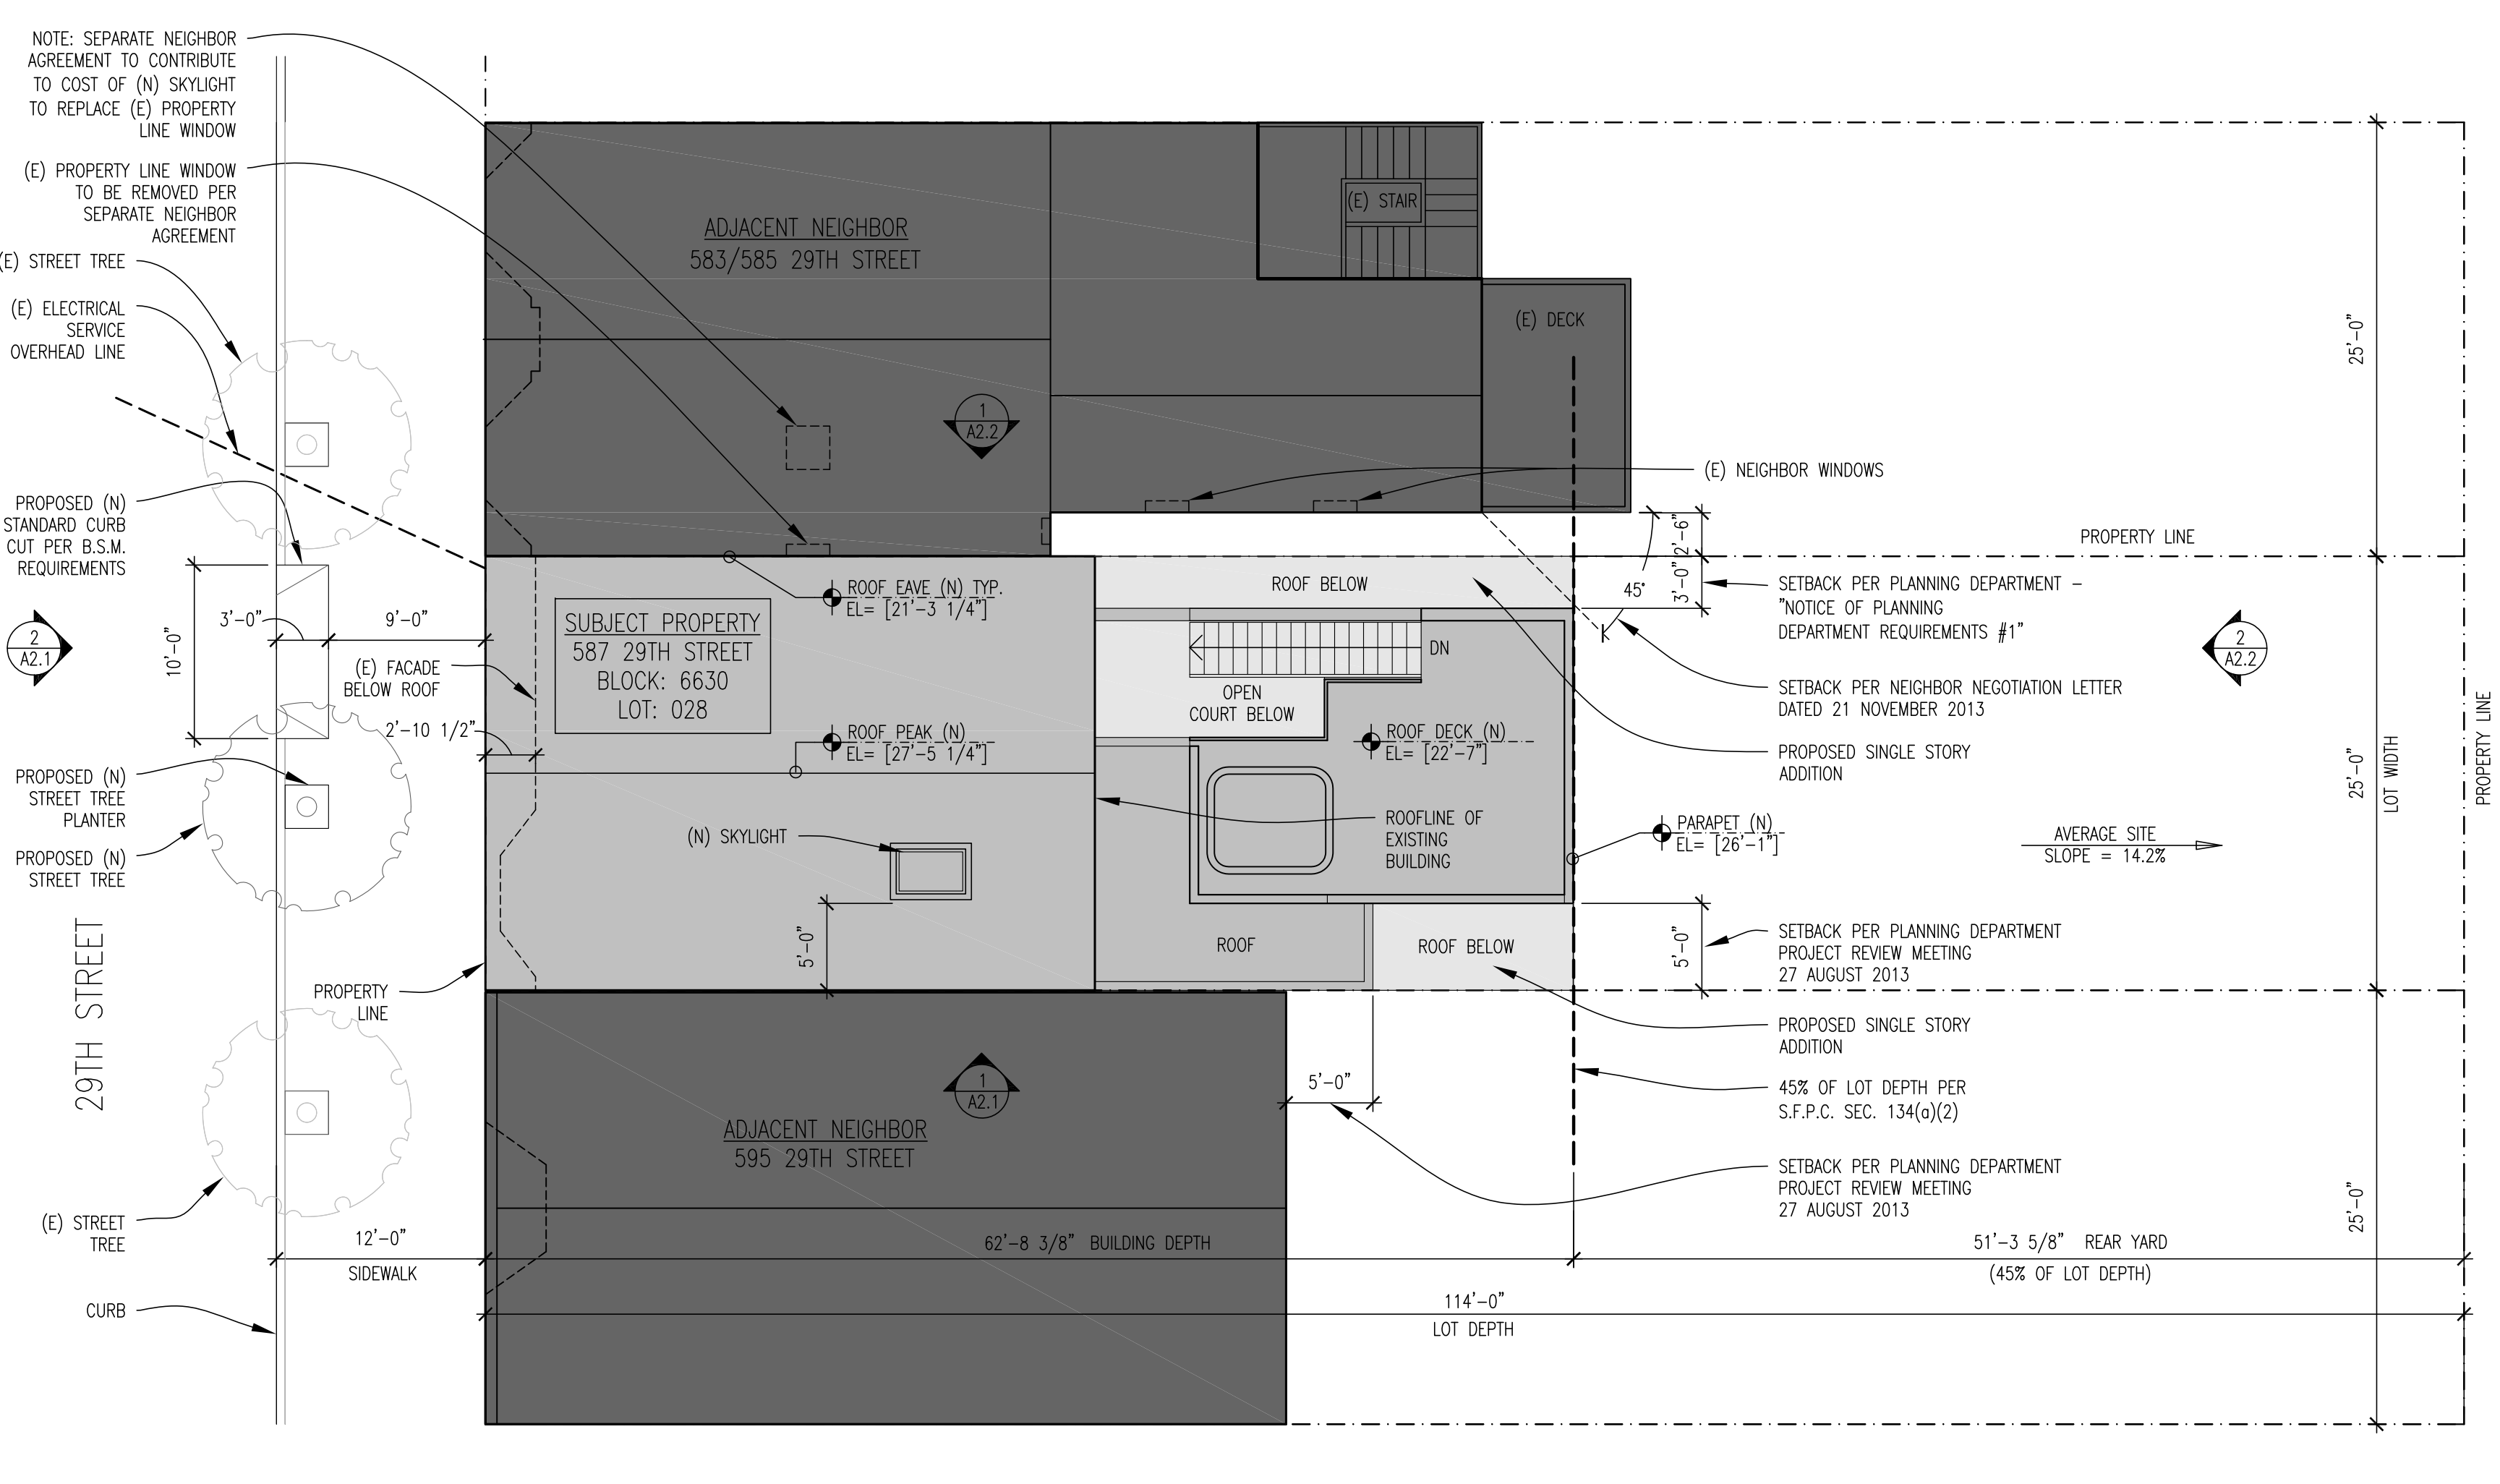 NOTE: SEPARATE NEIGHBOR
AGREEMENT TO CONTRIBUTE
TO COST OF (N) SKYLIGHT
TO REPLACE (E) PROPERTY
LINE WINDOW
(E) PROPERTY LINE WINDOW
TO BE REMOVED PER
SEPARATE NEIGHBOR
AGREEMENT
(E) STREET TREE
(E) ELECTRICAL
SERVICE
OVERHEAD LINE
PROPOSED (N)
STANDARD CURB
CUT PER B.S.M.
REQUIREMENTS
10'-0"
3'-0"
9'-0"
2
A2.1
(E) FACADE
BELOW ROOF
2'-10 1/2"
PROPOSED (N)
STREET TREE
PLANTER
PROPOSED (N)
STREET TREE
29TH STREET
PROPERTY
LINE
(E) STREET
TREE
12'-0"
SIDEWALK
CURB
ADJACENT NEIGHBOR
583/585 29TH STREET
1
A2.2
(E) STAIR
(E) DECK
(E) NEIGHBOR WINDOWS
SUBJECT PROPERTY
587 29TH STREET
BLOCK: 6630
LOT: 028
ROOF EAVE (N) TYP.
EL= [21'-3 1/4"]
ROOF PEAK (N)
EL= [27'-5 1/4"]
(N) SKYLIGHT
5'-0"
ROOF BELOW
DN
OPEN
COURT BELOW
ROOF DECK (N)
EL= [22'-7"]
ROOFLINE OF
EXISTING
BUILDING
ROOF
ROOF BELOW
PARAPET (N)
EL= [26'-1"]
2'-6"
3'-0"
45°
PROPERTY LINE
SETBACK PER PLANNING DEPARTMENT –
"NOTICE OF PLANNING
DEPARTMENT REQUIREMENTS #1"
SETBACK PER NEIGHBOR NEGOTIATION LETTER
DATED 21 NOVEMBER 2013
PROPOSED SINGLE STORY
ADDITION
2
A2.2
AVERAGE SITE
SLOPE = 14.2%
25'-0"
25'-0"
LOT WIDTH
PROPERTY LINE
25'-0"
5'-0"
SETBACK PER PLANNING DEPARTMENT
PROJECT REVIEW MEETING
27 AUGUST 2013
PROPOSED SINGLE STORY
ADDITION
45% OF LOT DEPTH PER
S.F.P.C. SEC. 134(a)(2)
SETBACK PER PLANNING DEPARTMENT
PROJECT REVIEW MEETING
27 AUGUST 2013
5'-0"
1
A2.1
ADJACENT NEIGHBOR
595 29TH STREET
62'-8 3/8" BUILDING DEPTH
51'-3 5/8" REAR YARD
(45% OF LOT DEPTH)
114'-0"
LOT DEPTH